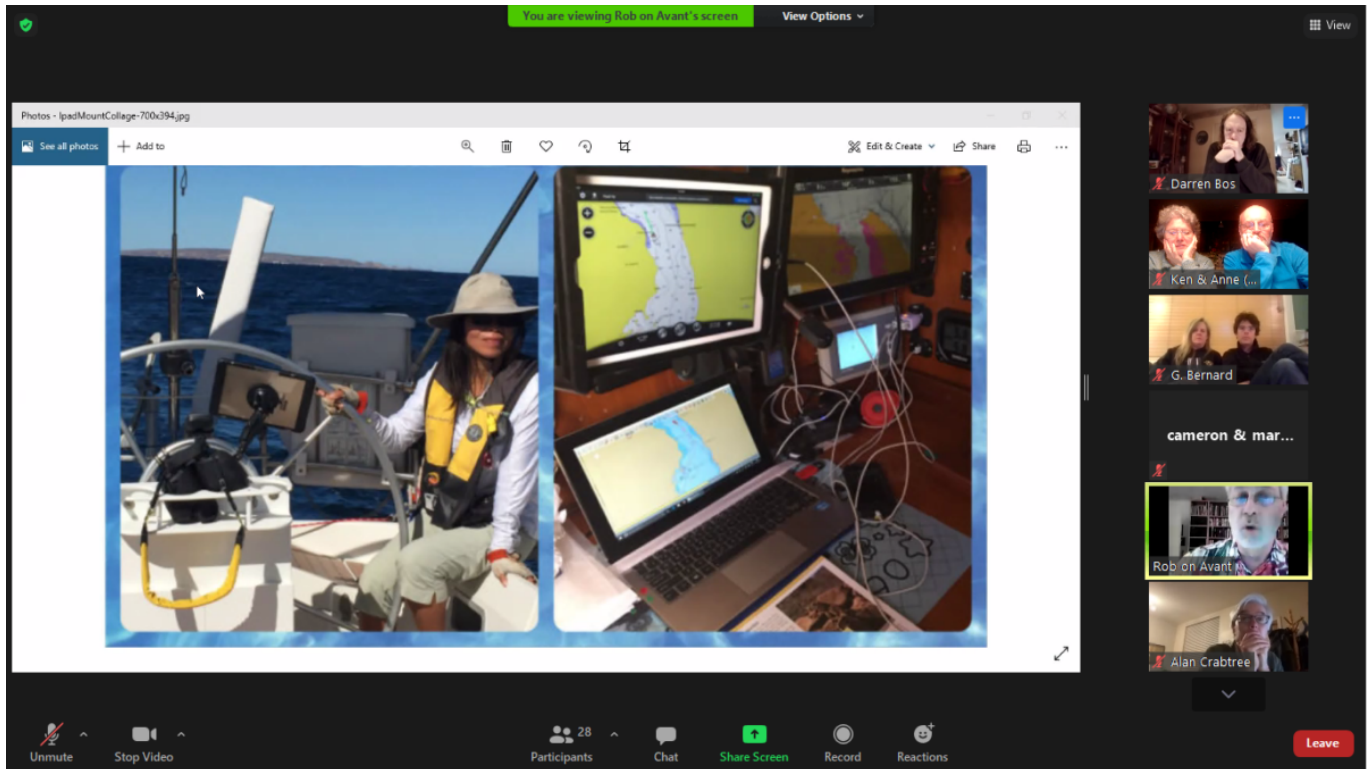 You are viewing Rob on Avant's screen
View Options
View
Photos - IpadMountCollage-700x394.jpg
See all photos
Add to
Edit & Create
Share
Darren Bos
Ken & Anne (...
G. Bernard
cameron & mar...
Rob on Avant
Alan Crabtree
Unmute
Stop Video
Participants
28
Chat
Share Screen
Record
Reactions
Leave